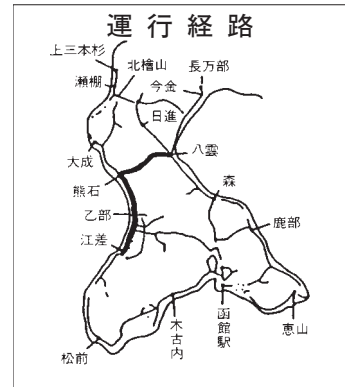 運行経路
上三本杉
北檜山
長万部
瀬棚
今金
日進
大成
八雲
熊石
森
乙部
鹿部
江差
函館駅
恵山
木古内
松前